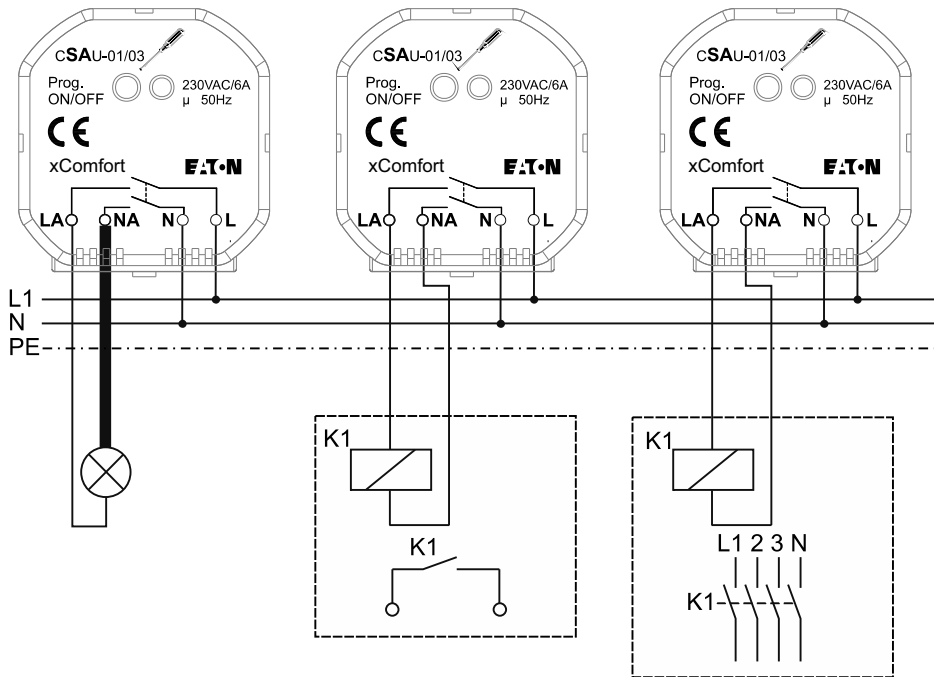 CSAU-01/03
Prog. 230VAC/6A
ON/OFF µ 50Hz
CE
xComfort EATON
LA NA N L
CSAU-01/03
Prog. 230VAC/6A
ON/OFF µ 50Hz
CE
xComfort EATON
LA NA N L
CSAU-01/03
Prog. 230VAC/6A
ON/OFF µ 50Hz
CE
xComfort EATON
LA NA N L
L1
N
PE
K1
K1
K1
L1 2 3 N
K1